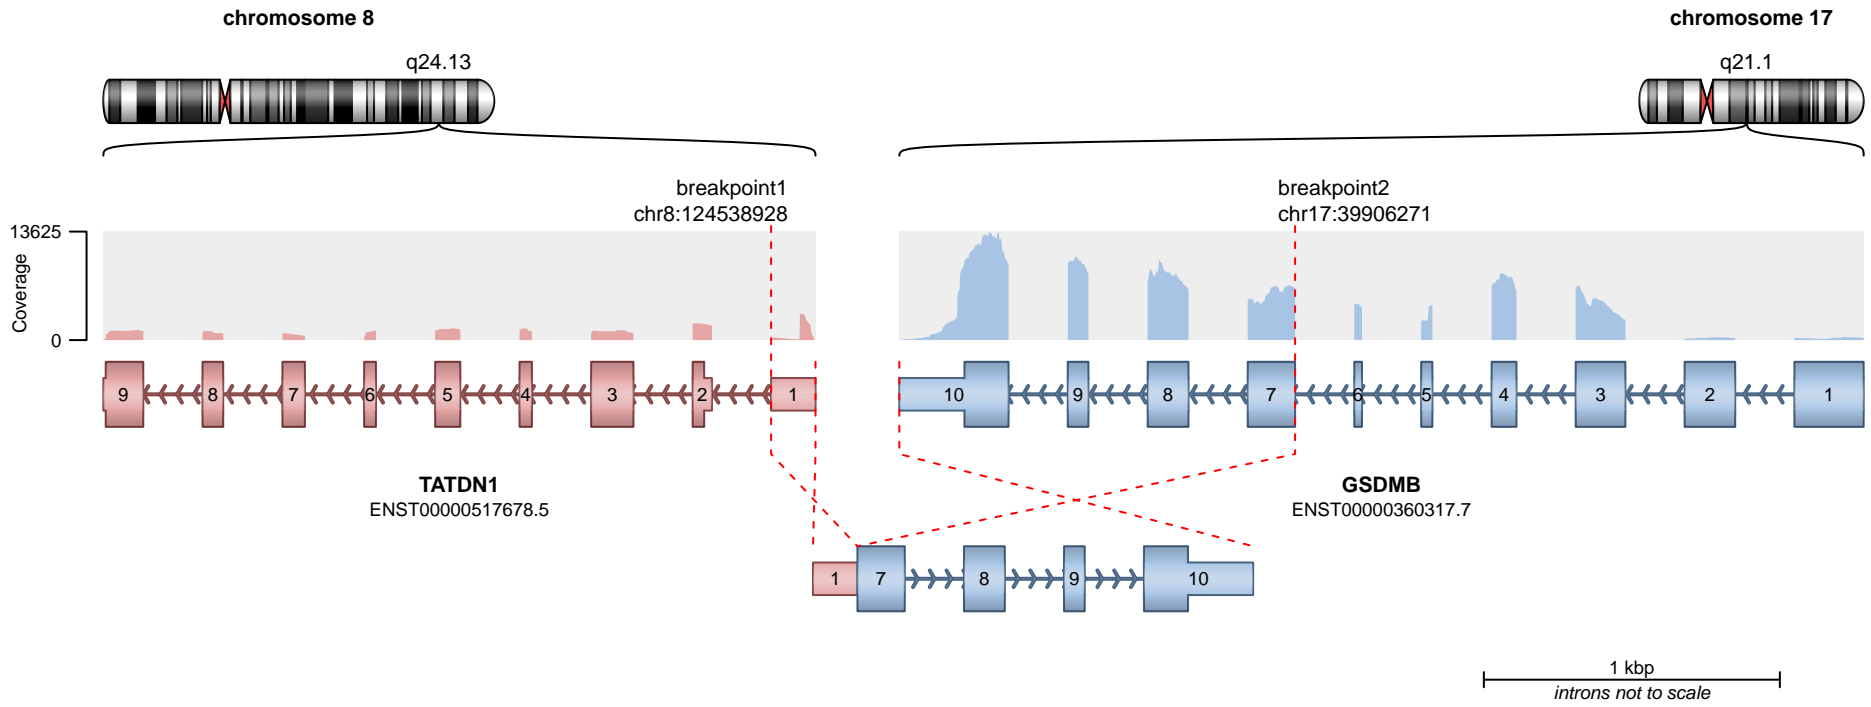 chromosome 8
chromosome 17
q24.13
q21.1
breakpoint1
chr8:124538928
breakpoint2
chr17:39906271
13625
Coverage
0
9 8 7 6 5 4 3 2 1
10 9 8 7 6 5 4 3 2 1
TATDN1
ENST00000517678.5
GSDMB
ENST00000360317.7
1 7 8 9 10
1 kbp
introns not to scale